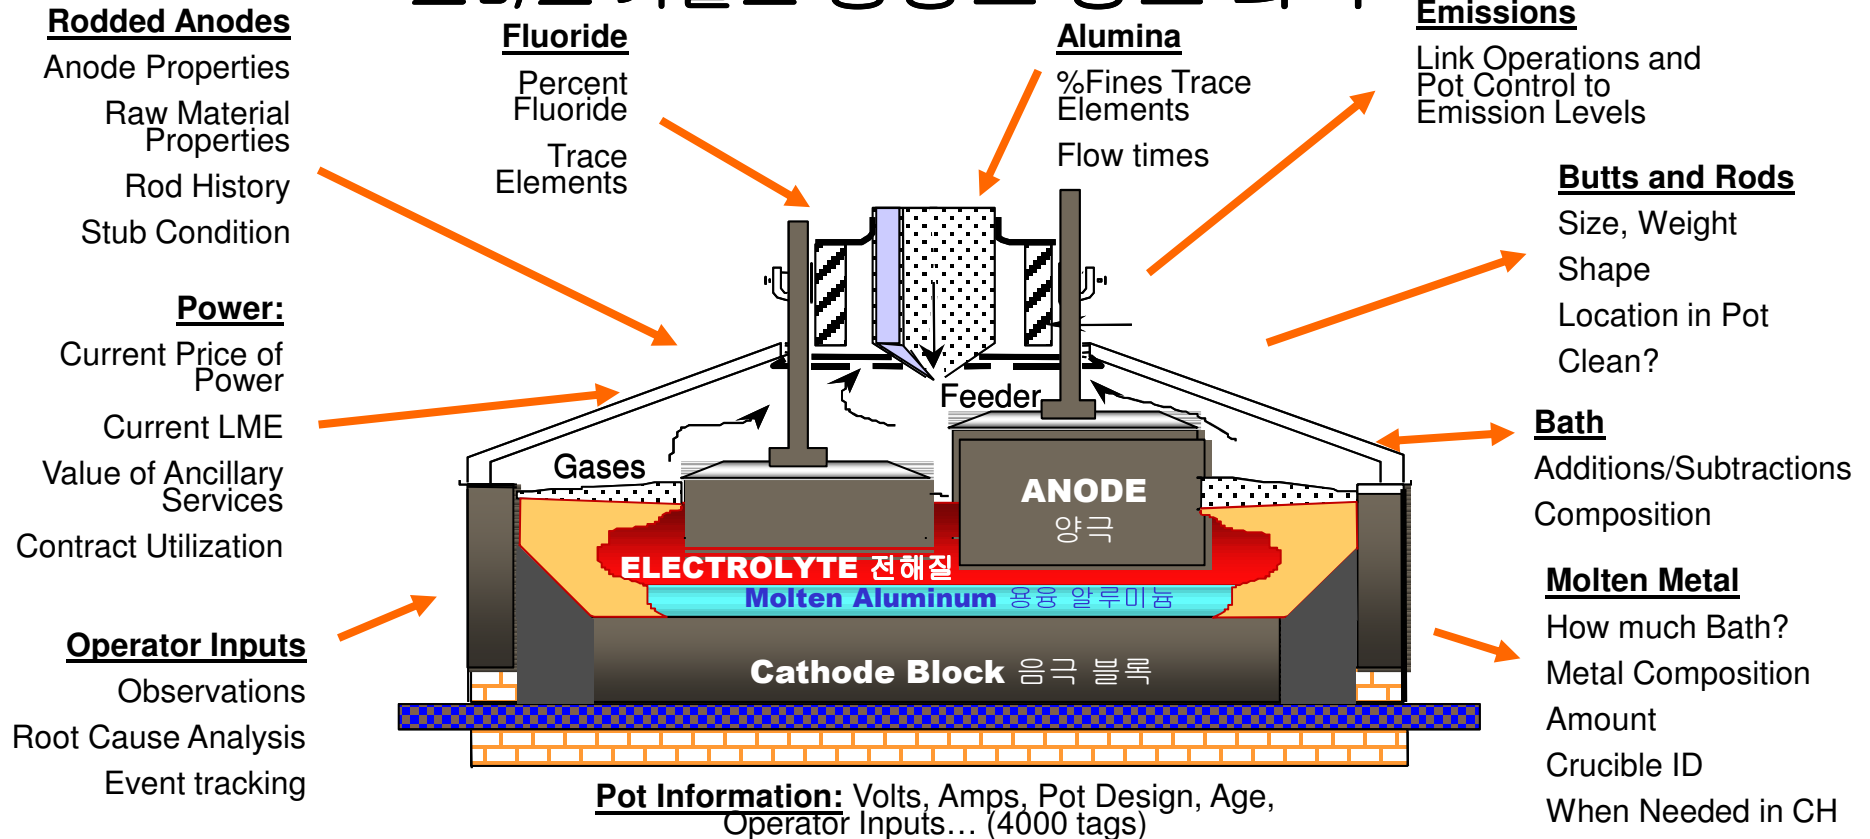 Rodded Anodes
Anode Properties
Raw Material
Properties
Rod History
Stub Condition
Power:
Current Price of
Power
Current LME
Value of Ancillary
Services
Contract Utilization
Operator Inputs
Observations
Root Cause Analysis
Event tracking
Fluoride
Percent
Fluoride
Trace
Elements
Alumina
%Fines Trace
Elements
Flow times
Emissions
Link Operations and
Pot Control to
Emission Levels
Butts and Rods
Size, Weight
Shape
Location in Pot
Clean?
Bath
Additions/Subtractions
Composition
Molten Metal
How much Bath?
Metal Composition
Amount
Crucible ID
When Needed in CH
Feeder
Gases
ANODE
양극
ELECTROLYTE 전해질
Molten Aluminum 용융 알루미늄
Cathode Block 음극 블록
Pot Information: Volts, Amps, Pot Design, Age,
Operator Inputs… (4000 tags)